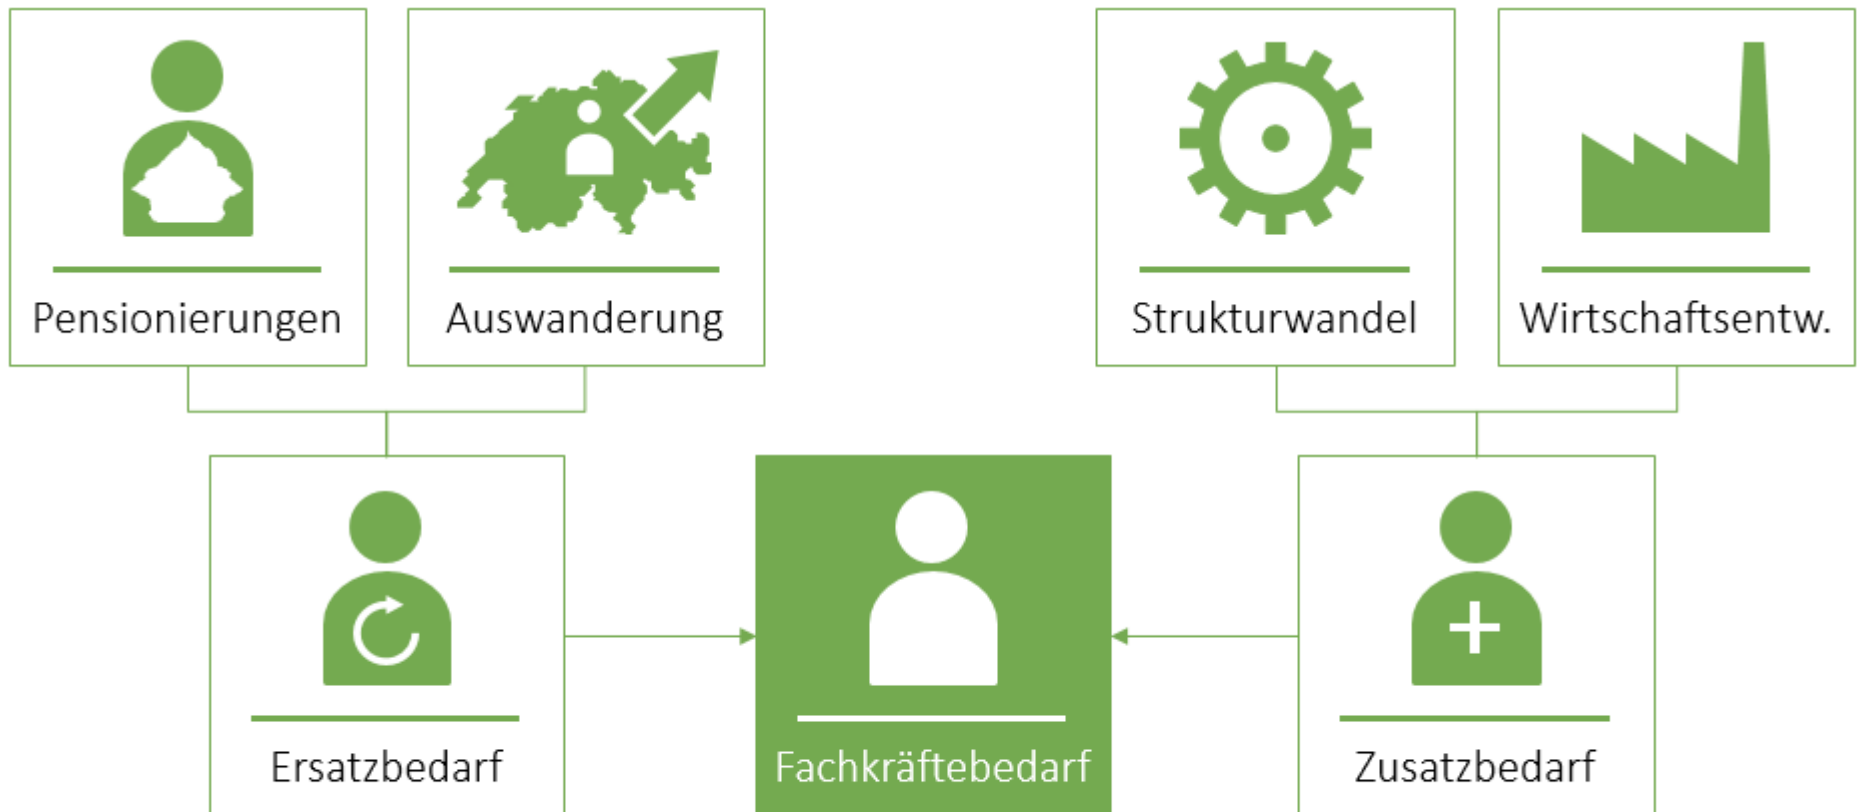 Pensionierungen
Auswanderung
Strukturwandel
Wirtschaftsentw.
Ersatzbedarf
Fachkräftebedarf
Zusatzbedarf